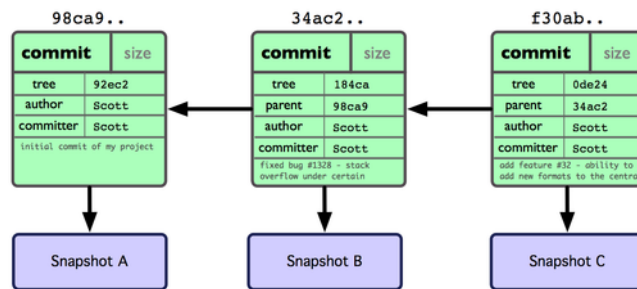 98ca9..
34ac2..
f30ab..
commit size
tree 92ec2
author Scott
committer Scott
initial commit of my project
commit size
tree 184ca
parent 98ca9
author Scott
committer Scott
fixed bug #1328 - stack
overflow under certain
commit size
tree 0de24
parent 34ac2
author Scott
committer Scott
add feature #32 - ability to
add new formats to the centra
Snapshot A
Snapshot B
Snapshot C